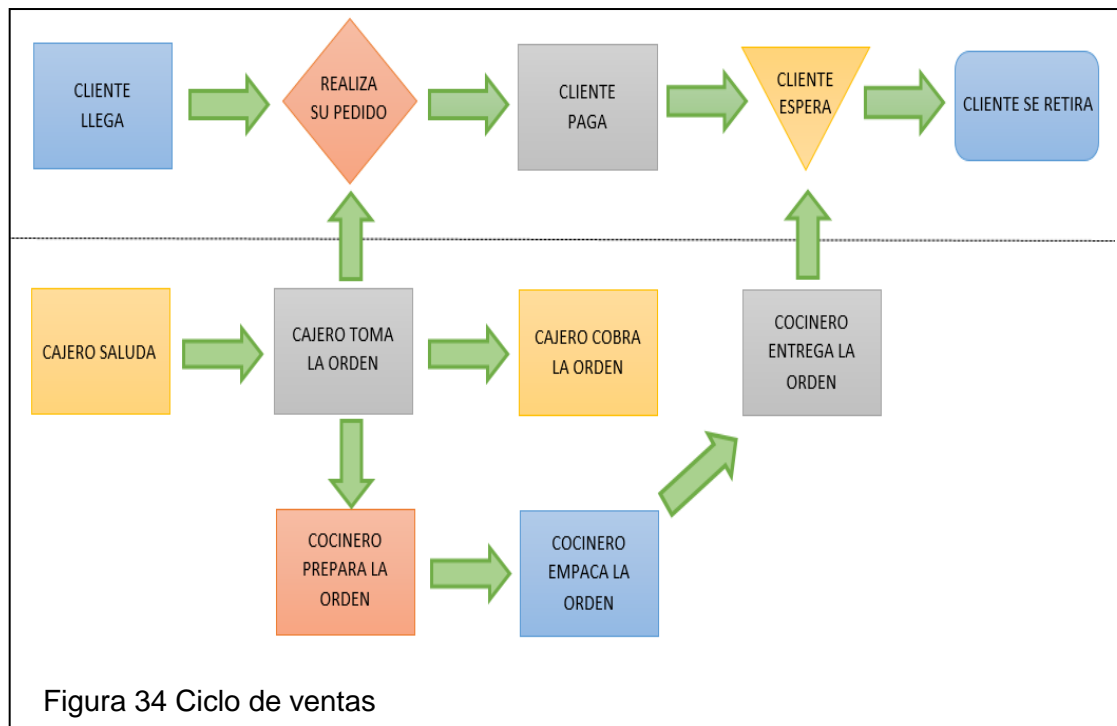 CLIENTE
LLEGA
REALIZA
SU PEDIDO
CLIENTE
PAGA
CLIENTE
ESPERA
CLIENTE SE RETIRA
CAJERO SALUDA
CAJERO TOMA
LA ORDEN
CAJERO COBRA
LA ORDEN
COCINERO
ENTREGA LA
ORDEN
COCINERO
PREPARA LA
ORDEN
COCINERO
EMPACA LA
ORDEN
Figura 34 Ciclo de ventas